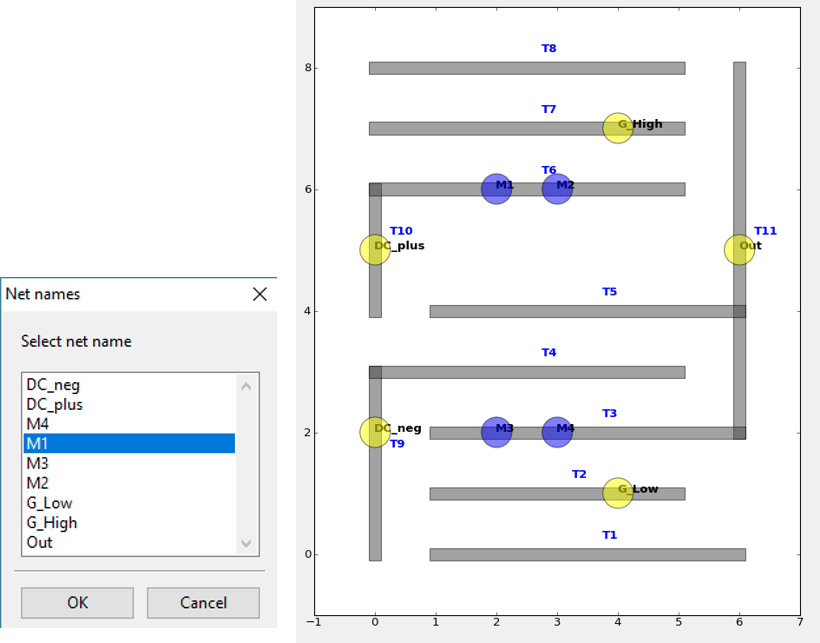 Net names
Select net name
DC_neg
DC_plus
M4
M1
M3
M2
G_Low
G_High
Out
OK
Cancel
T8
8
T7
G_High
T6
6
M1
M2
T10
T11
DC_plus
Out
T5
4
T4
T3
DC_neg
M3
M4
2
T9
T2
G_Low
T1
0
−1
0
1
2
3
4
5
6
7